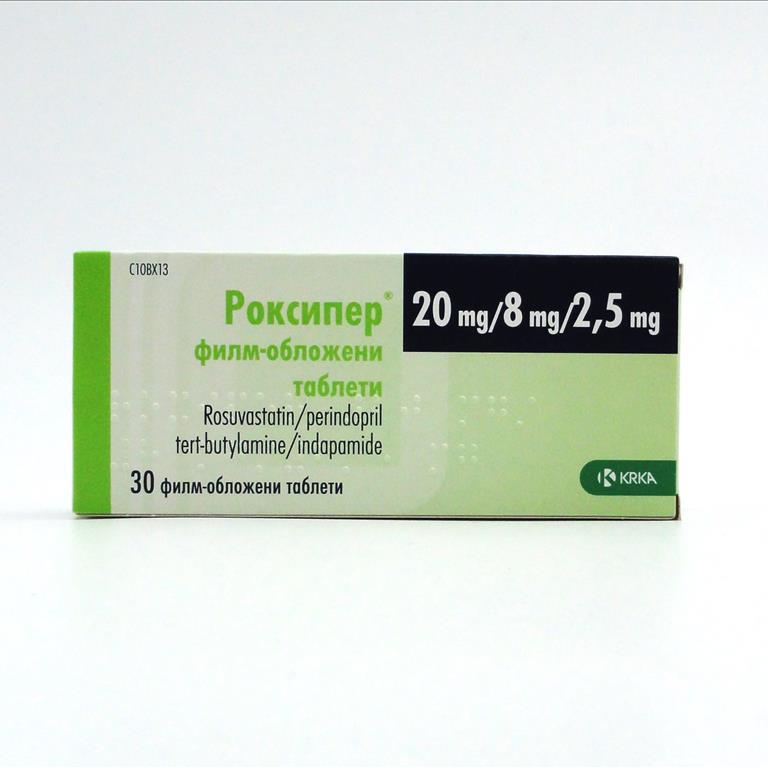 C10BX13
Роксипер®
филм-обложени
таблети
20 mg/8 mg/2,5 mg
Rosuvastatin/perindopril
tert-butylamine/indapamide
30 филм-обложени таблети
KRKA